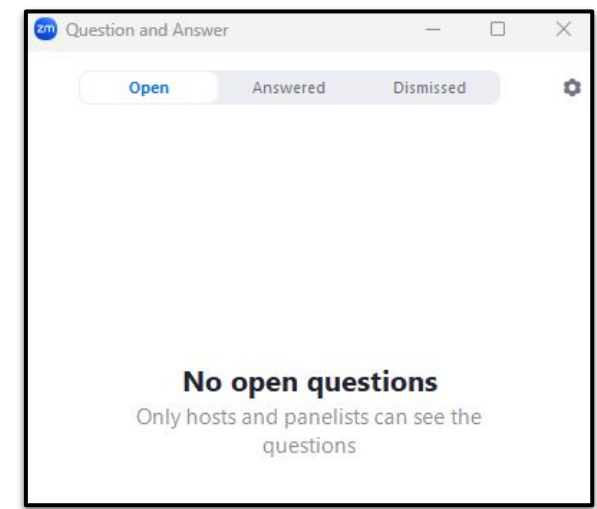 zm Question and Answer
Open Answered Dismissed
No open questions
Only hosts and panelists can see the
questions